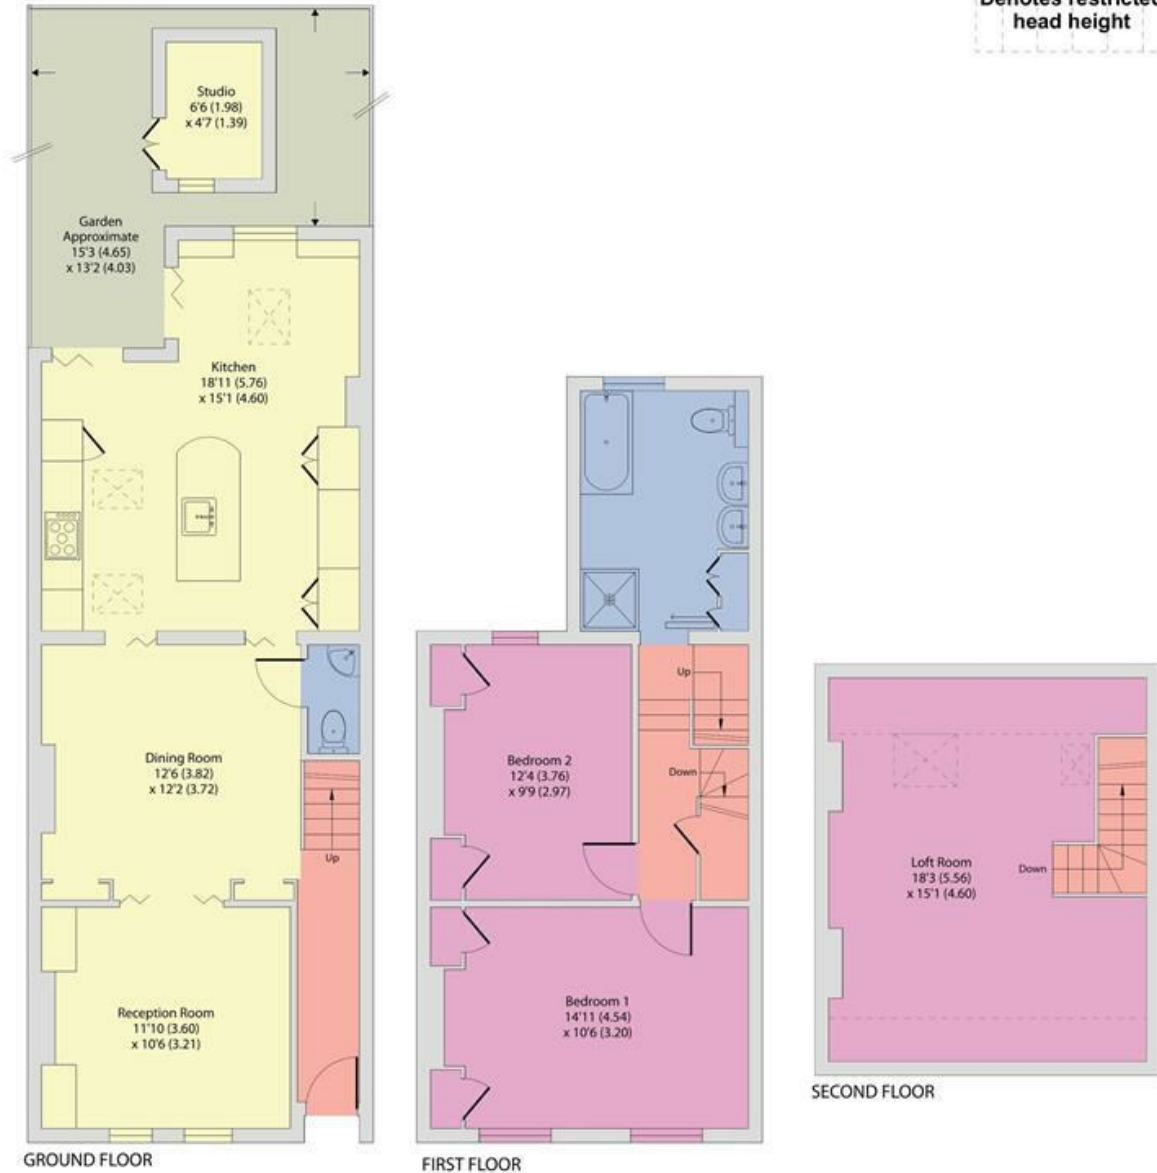 Denotes restricted
head height
Studio
6'6 (1.98)
x 4'7 (1.39)
Garden
Approximate
15'3 (4.65)
x 13'2 (4.03)
Kitchen
18'11 (5.76)
x 15'1 (4.60)
Dining Room
12'6 (3.82)
x 12'2 (3.72)
Up
Reception Room
11'10 (3.60)
x 10'6 (3.21)
GROUND FLOOR
Up
Bedroom 2
12'4 (3.76)
x 9'9 (2.97)
Down
Bedroom 1
14'11 (4.54)
x 10'6 (3.20)
FIRST FLOOR
Loft Room
18'3 (5.56)
x 15'1 (4.60)
Down
SECOND FLOOR